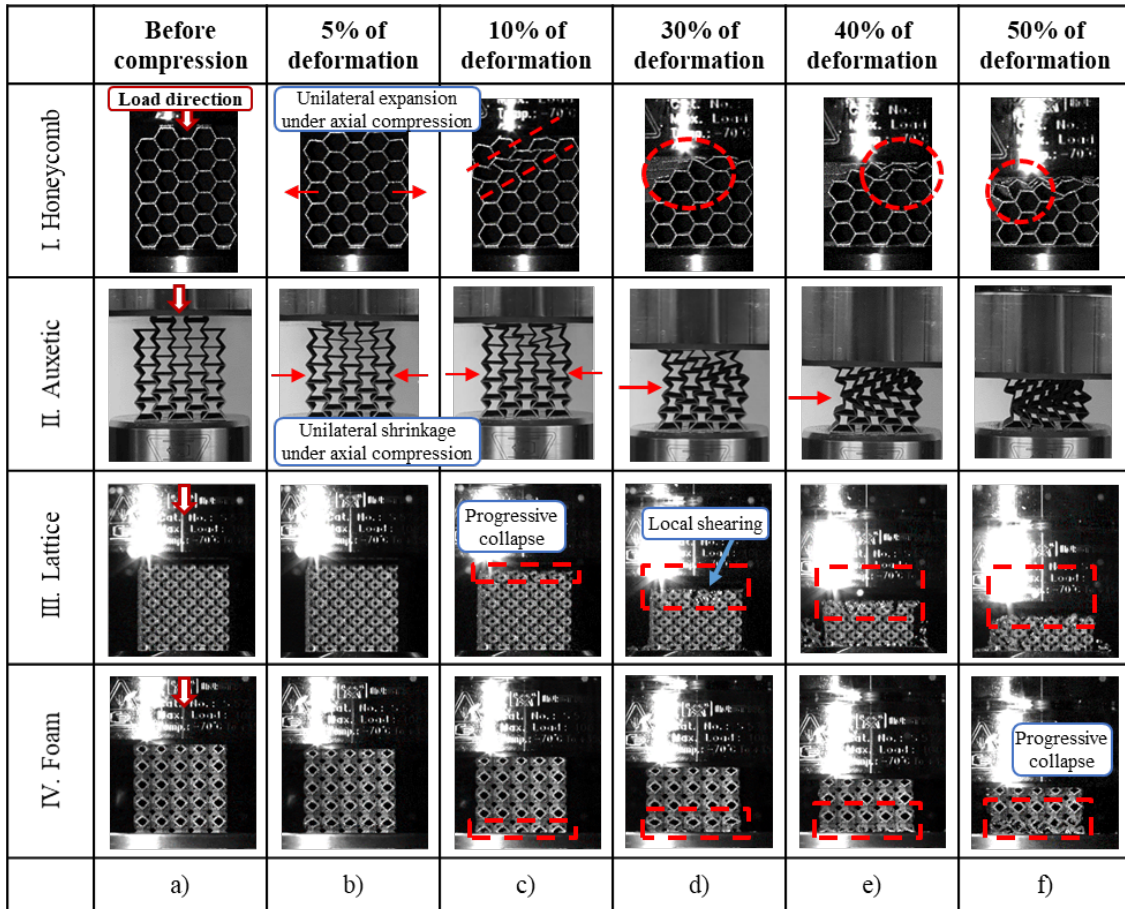 Before compression
5% of deformation
10% of deformation
30% of deformation
40% of deformation
50% of deformation
I. Honeycomb
Load direction
Unilateral expansion
under axial compression
II. Auxetic
Unilateral shrinkage
under axial compression
III. Lattice
Progressive
collapse
Local shearing
IV. Foam
Progressive
collapse
a)
b)
c)
d)
e)
f)